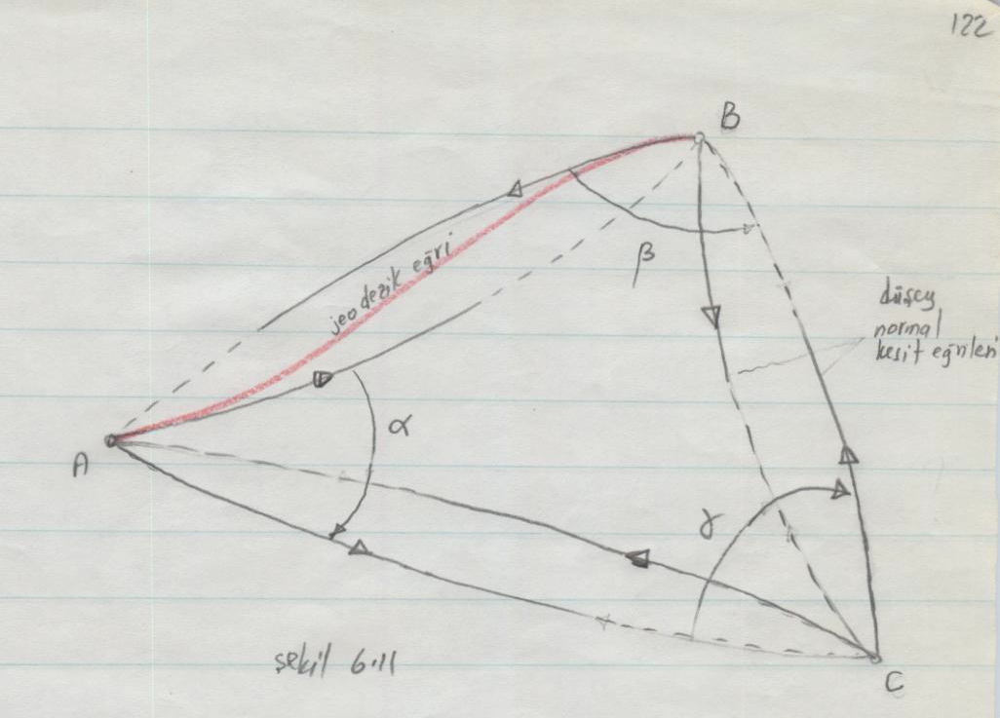 122
B
jeodezik eğri
β
düşey
normal
kesit eğrileri
α
A
γ
şekil 6.11
C